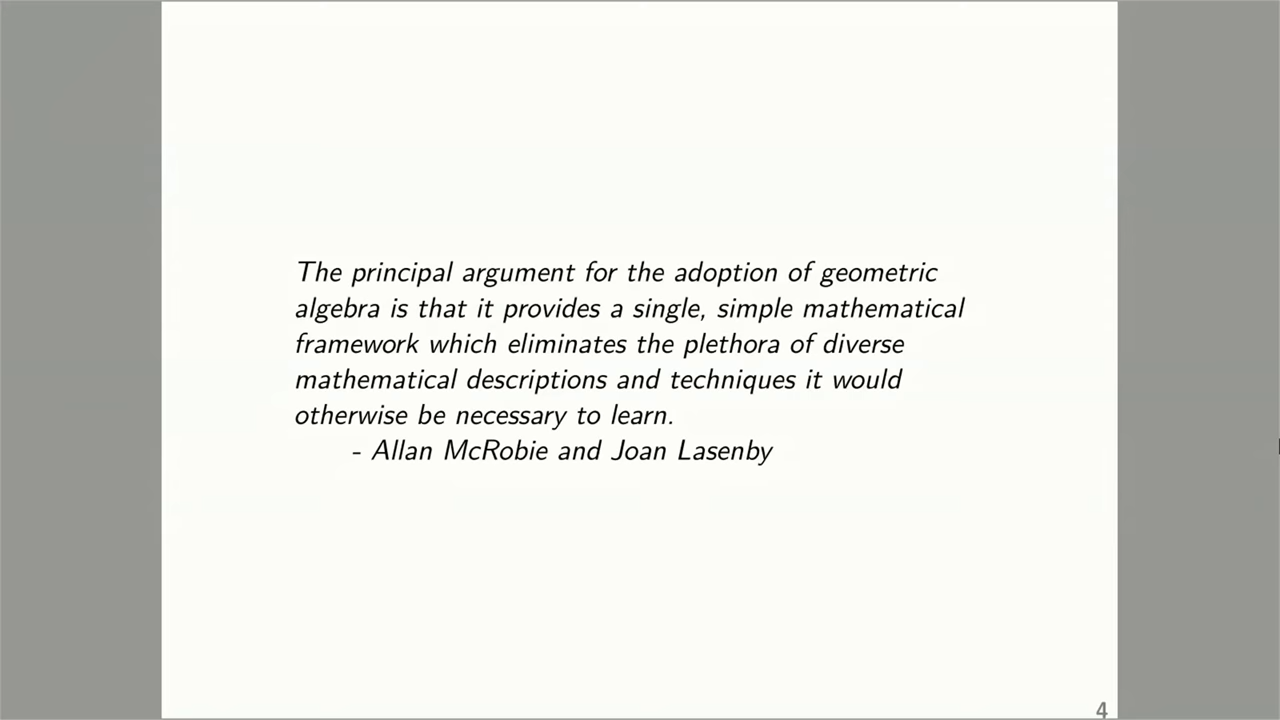 The principal argument for the adoption of geometric
algebra is that it provides a single, simple mathematical
framework which eliminates the plethora of diverse
mathematical descriptions and techniques it would
otherwise be necessary to learn.
- Allan McRobie and Joan Lasenby
4